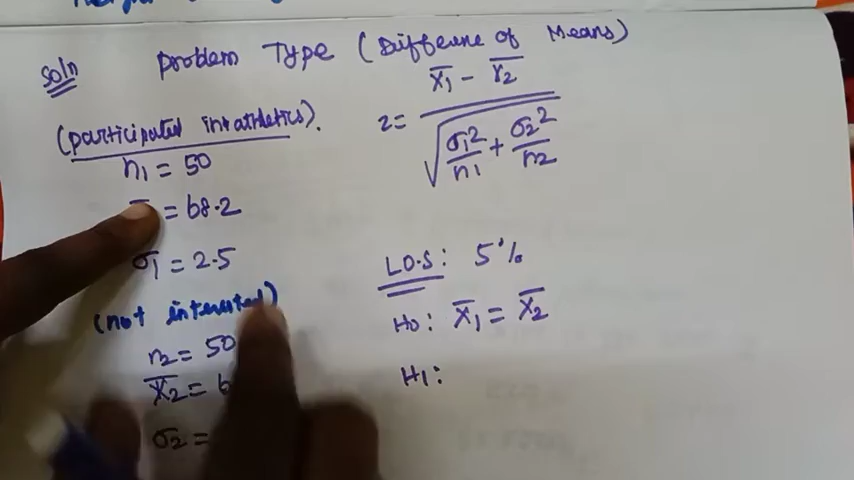 Soln Problem Type (Difference of Means)
(participated in athletics).
n1 = 50
= 68.2
σ1 = 2.5
(not interested)
n2 = 50
X̅2 = 6
σ2 =
z = X̅1 - X̅2 / √(σ1²/n1 + σ2²/n2)
L.O.S : 5%
H0 : X̅1 = X̅2
H1 :